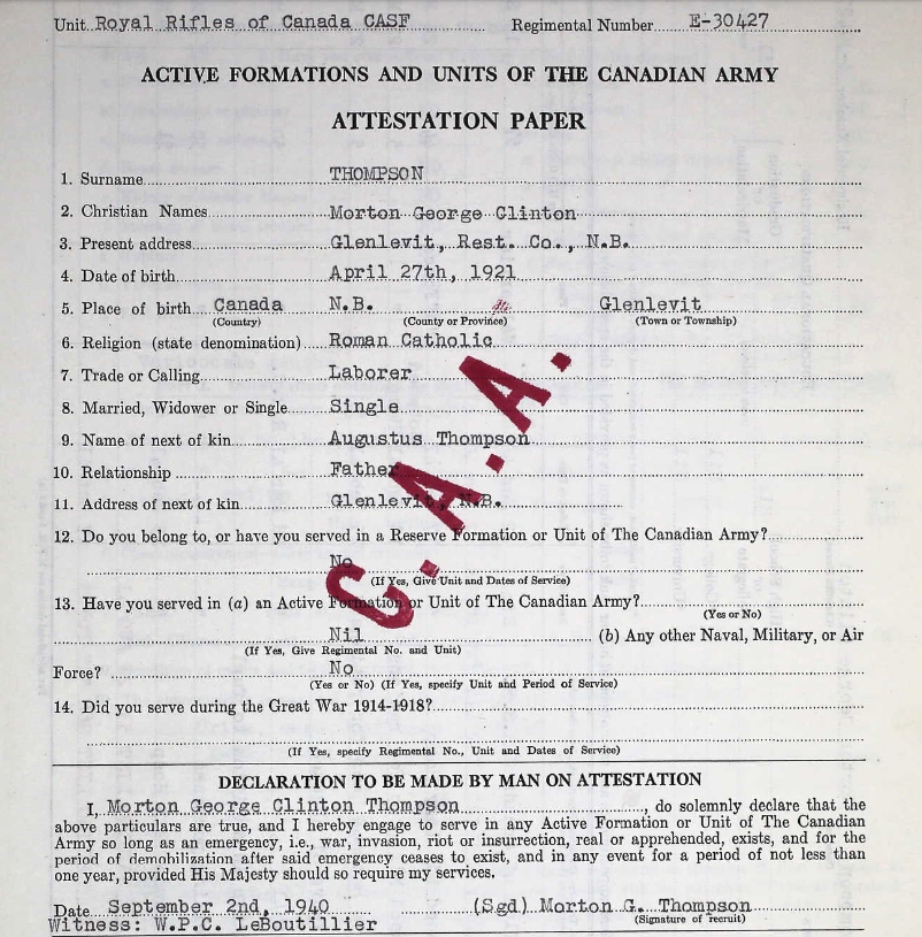 Unit Royal Rifles of Canada CASF Regimental Number E-30427
ACTIVE FORMATIONS AND UNITS OF THE CANADIAN ARMY
ATTESTATION PAPER
1. Surname THOMPSON
2. Christian Names Morton George Clinton
3. Present address Glenlevit, Rest. Co., N.B.
4. Date of birth April 27th, 1921
5. Place of birth Canada N.B. Glenlevit
(Country) (County or Province) (Town or Township)
6. Religion (state denomination) Roman Catholic
7. Trade or Calling Laborer
8. Married, Widower or Single Single
9. Name of next of kin Augustus Thompson
10. Relationship Father
11. Address of next of kin Glenlevit, N.B.
C.A.A.
12. Do you belong to, or have you served in a Reserve Formation or Unit of The Canadian Army?
No
(If Yes, Give Unit and Dates of Service)
13. Have you served in (a) an Active Formation or Unit of The Canadian Army?
(Yes or No)
Nil (b) Any other Naval, Military, or Air
(If Yes, Give Regimental No. and Unit)
Force? No
(Yes or No) (If Yes, specify Unit and Period of Service)
14. Did you serve during the Great War 1914-1918?
(If Yes, specify Regimental No., Unit and Dates of Service)
DECLARATION TO BE MADE BY MAN ON ATTESTATION
I, Morton George Clinton Thompson, do solemnly declare that the
above particulars are true, and I hereby engage to serve in any Active Formation or Unit of The Canadian
Army so long as an emergency, i.e., war, invasion, riot or insurrection, real or apprehended, exists, and for the
period of demobilization after said emergency ceases to exist, and in any event for a period of not less than
one year, provided His Majesty should so require my services.
Date September 2nd, 1940 (Sgd) Morton G. Thompson
Witness: W.P.C. LeBoutillier (Signature of recruit)